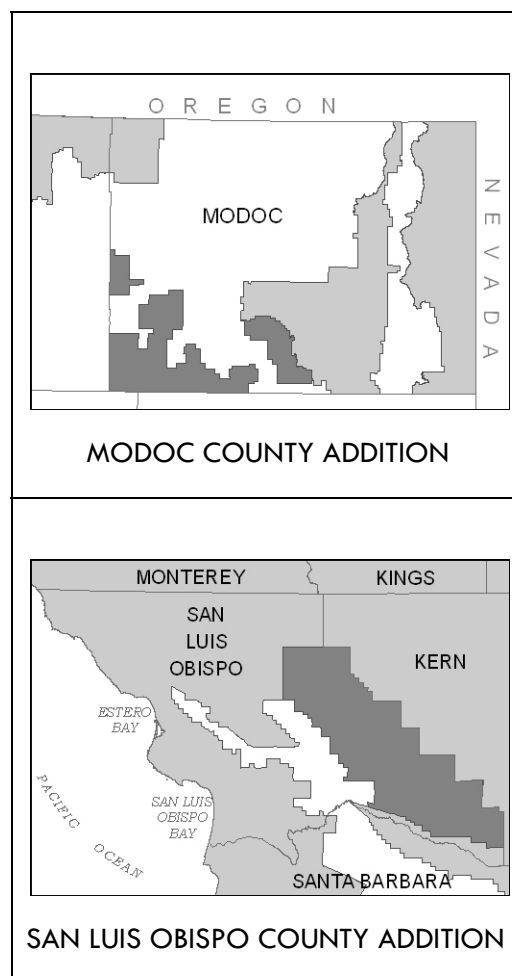 OREGON
MODOC
NEVADA
MODOC COUNTY ADDITION
MONTEREY
KINGS
SAN
LUIS
OBISPO
KERN
ESTERO
BAY
SAN LUIS
OBISPO
BAY
PACIFIC OCEAN
SANTA BARBARA
SAN LUIS OBISPO COUNTY ADDITION